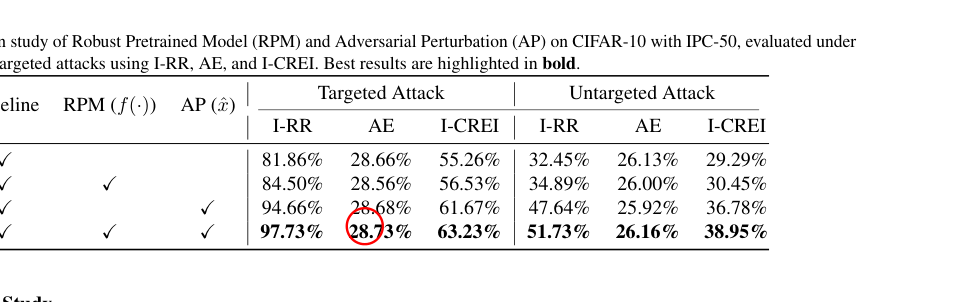 n study of Robust Pretrained Model (RPM) and Adversarial Perturbation (AP) on CIFAR-10 with IPC-50, evaluated under
argeted attacks using I-RR, AE, and I-CREI. Best results are highlighted in bold.
Targeted Attack Untargeted Attack
eline RPM (f(·)) AP (x̂)
I-RR AE I-CREI I-RR AE I-CREI
✓ 81.86% 28.66% 55.26% 32.45% 26.13% 29.29%
✓ ✓ 84.50% 28.56% 56.53% 34.89% 26.00% 30.45%
✓ ✓ 94.66% 28.68% 61.67% 47.64% 25.92% 36.78%
✓ ✓ ✓ 97.73% 28.73% 63.23% 51.73% 26.16% 38.95%
Study